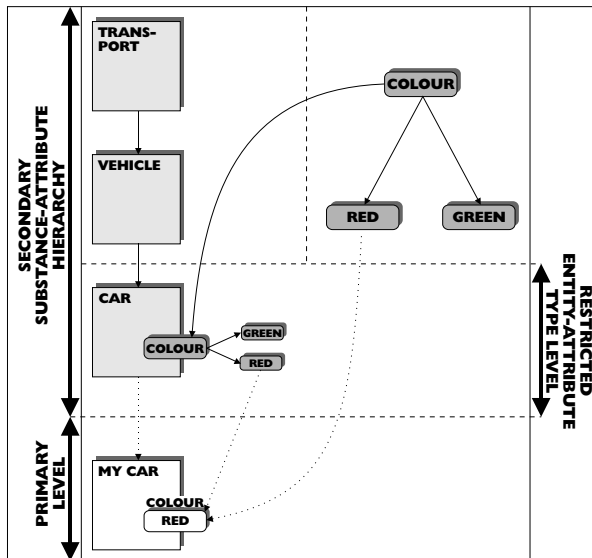 TRANS-
PORT
COLOUR
VEHICLE
RED
GREEN
SECONDARY
SUBSTANCE-ATTRIBUTE
HIERARCHY
CAR
COLOUR
GREEN
RED
RESTRICTED
ENTITY-ATTRIBUTE
TYPE LEVEL
PRIMARY
LEVEL
MY CAR
COLOUR
RED